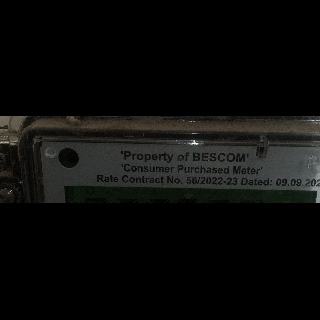 'Property of BESCOM'
'Consumer Purchased Meter'
Rate Contract No. 56/2022-23 Dated: 09.09.202